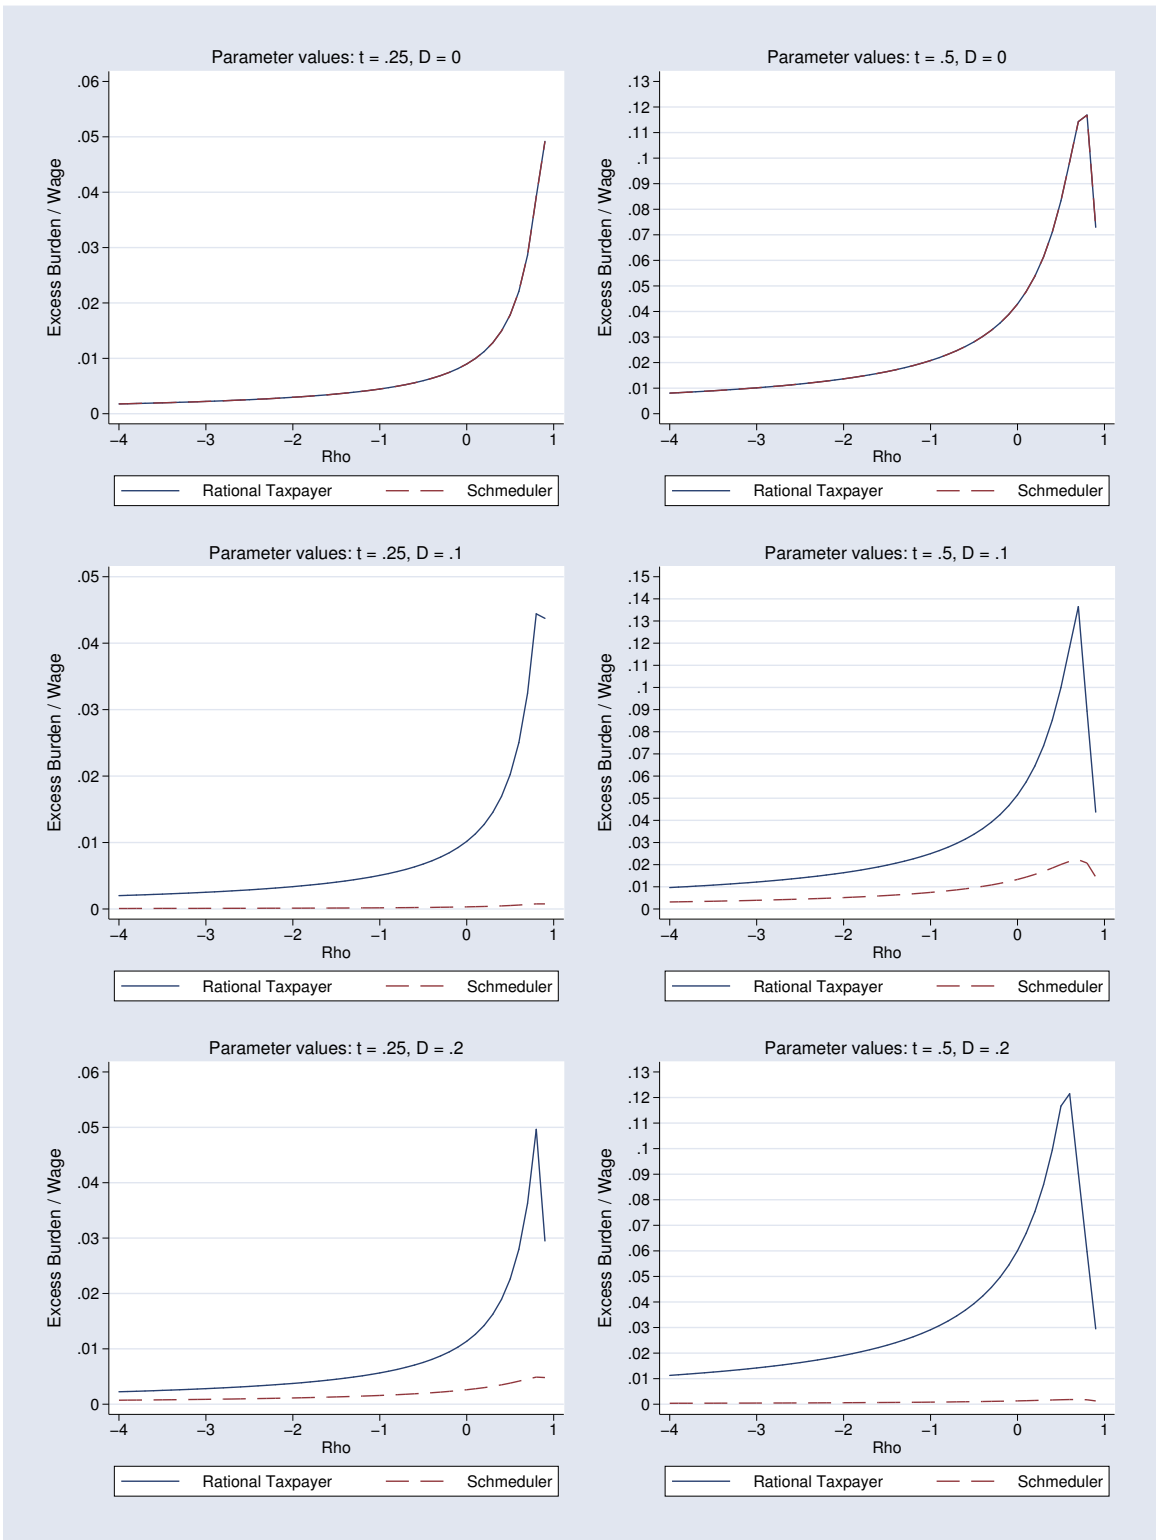 Parameter values: t = .25, D = 0
.06
.05
.04
.03
.02
.01
0
Excess Burden / Wage
−4 −3 −2 −1 0 1
Rho
Rational Taxpayer Schmeduler
Parameter values: t = .5, D = 0
.13
.12
.11
.1
.09
.08
.07
.06
.05
.04
.03
.02
.01
0
Excess Burden / Wage
−4 −3 −2 −1 0 1
Rho
Rational Taxpayer Schmeduler
Parameter values: t = .25, D = .1
.05
.04
.03
.02
.01
0
Excess Burden / Wage
−4 −3 −2 −1 0 1
Rho
Rational Taxpayer Schmeduler
Parameter values: t = .5, D = .1
.15
.14
.13
.12
.11
.1
.09
.08
.07
.06
.05
.04
.03
.02
.01
0
Excess Burden / Wage
−4 −3 −2 −1 0 1
Rho
Rational Taxpayer Schmeduler
Parameter values: t = .25, D = .2
.06
.05
.04
.03
.02
.01
0
Excess Burden / Wage
−4 −3 −2 −1 0 1
Rho
Rational Taxpayer Schmeduler
Parameter values: t = .5, D = .2
.13
.12
.11
.1
.09
.08
.07
.06
.05
.04
.03
.02
.01
0
Excess Burden / Wage
−4 −3 −2 −1 0 1
Rho
Rational Taxpayer Schmeduler